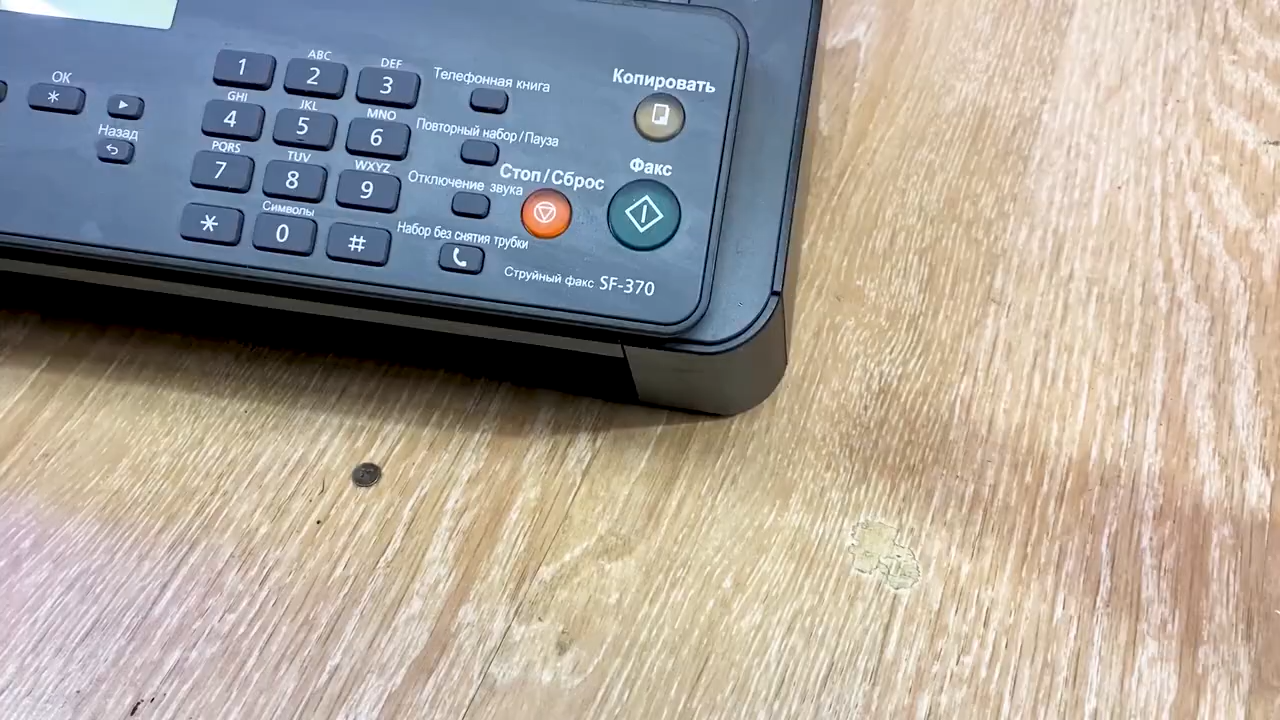 OK
Назад
1
ABC
2
DEF
3
GHI
4
JKL
5
MNO
6
PQRS
7
TUV
8
WXYZ
9
*
Символы
0
#
Телефонная книга
Повторный набор/Пауза
Отключение звука
Набор без снятия трубки
Копировать
Стоп/Сброс
Факс
Струйный факс SF-370